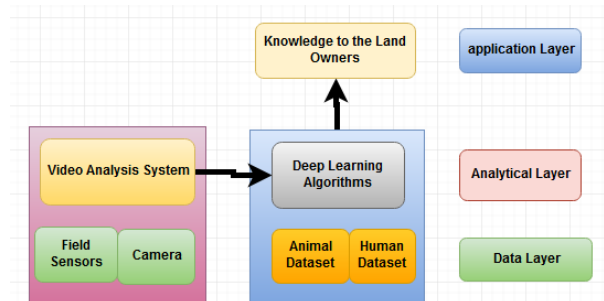 Knowledge to the Land
Owners
application Layer
Video Analysis System
Deep Learning
Algorithms
Analytical Layer
Field
Sensors
Camera
Animal
Dataset
Human
Dataset
Data Layer